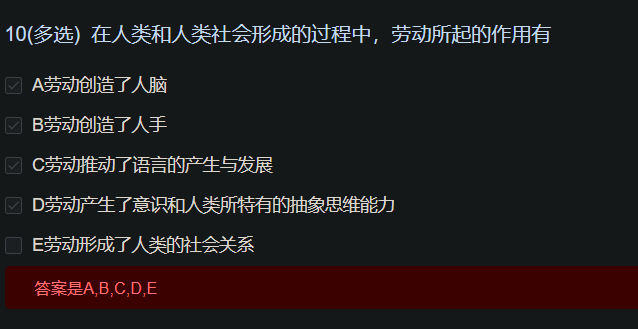 10(多选) 在人类和人类社会形成的过程中，劳动所起的作用有
A劳动创造了人脑
B劳动创造了人手
C劳动推动了语言的产生与发展
D劳动产生了意识和人类所特有的抽象思维能力
E劳动形成了人类的社会关系
答案是A,B,C,D,E